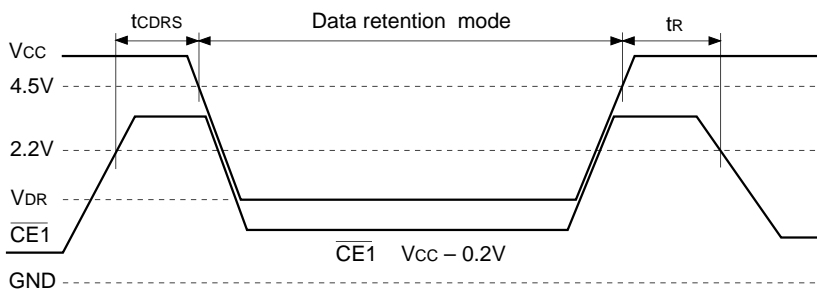 tCDRS Data retention mode tR
VCC
4.5V
2.2V
VDR
CE1
CE1 VCC – 0.2V
GND